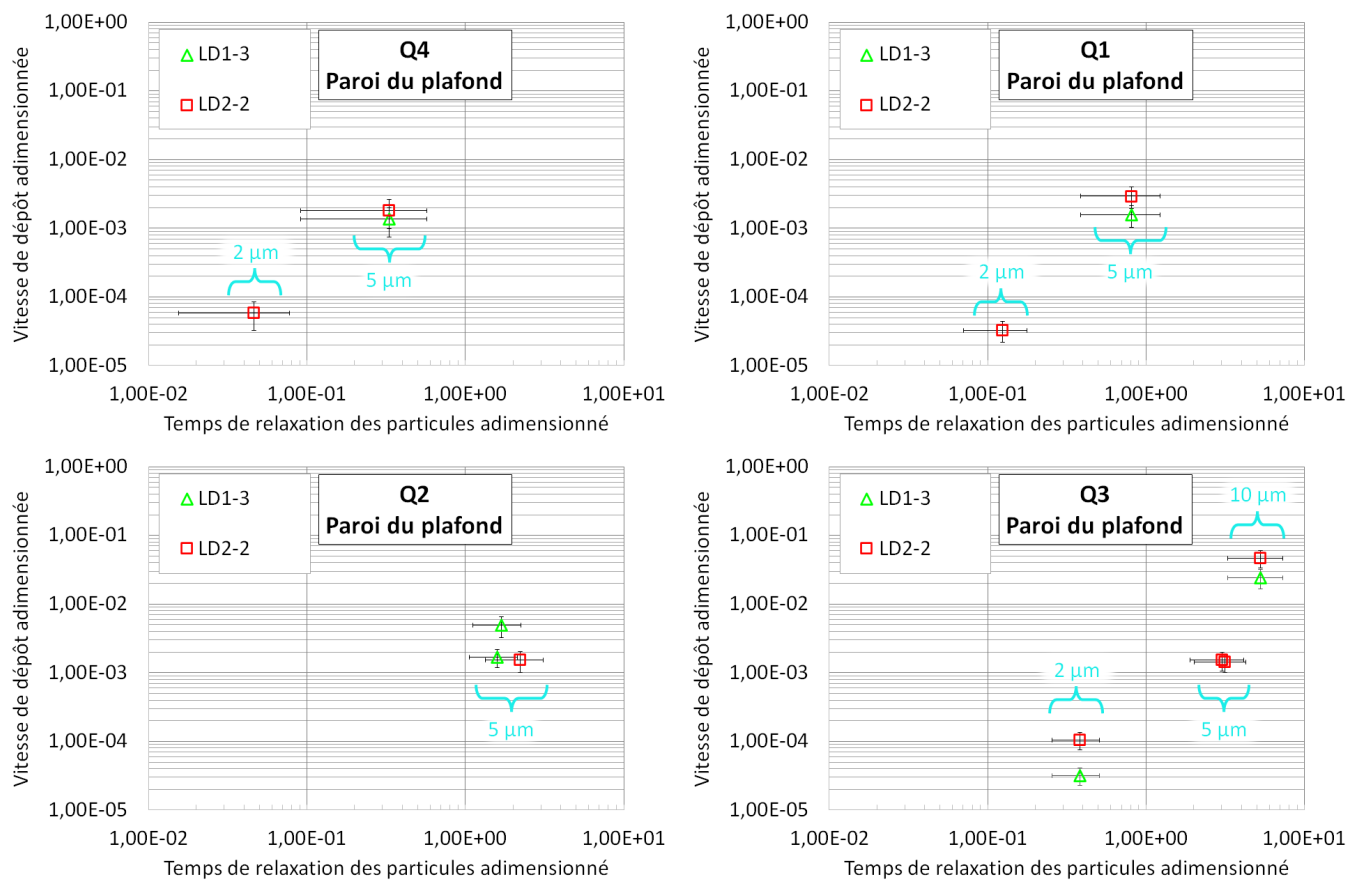 Q4
Paroi du plafond
LD1-3
LD2-2
Vitesse de dépôt adimensionnée
1,00E+00
1,00E-01
1,00E-02
1,00E-03
1,00E-04
1,00E-05
2 µm
5 µm
1,00E-02 1,00E-01 1,00E+00 1,00E+01
Temps de relaxation des particules adimensionné
Q1
Paroi du plafond
LD1-3
LD2-2
Vitesse de dépôt adimensionnée
1,00E+00
1,00E-01
1,00E-02
1,00E-03
1,00E-04
1,00E-05
5 µm
2 µm
1,00E-02 1,00E-01 1,00E+00 1,00E+01
Temps de relaxation des particules adimensionné
Q2
Paroi du plafond
LD1-3
LD2-2
Vitesse de dépôt adimensionnée
1,00E+00
1,00E-01
1,00E-02
1,00E-03
1,00E-04
1,00E-05
5 µm
1,00E-02 1,00E-01 1,00E+00 1,00E+01
Temps de relaxation des particules adimensionné
Q3
Paroi du plafond
LD1-3
LD2-2
Vitesse de dépôt adimensionnée
1,00E+00
1,00E-01
1,00E-02
1,00E-03
1,00E-04
1,00E-05
10 µm
2 µm
5 µm
1,00E-02 1,00E-01 1,00E+00 1,00E+01
Temps de relaxation des particules adimensionné